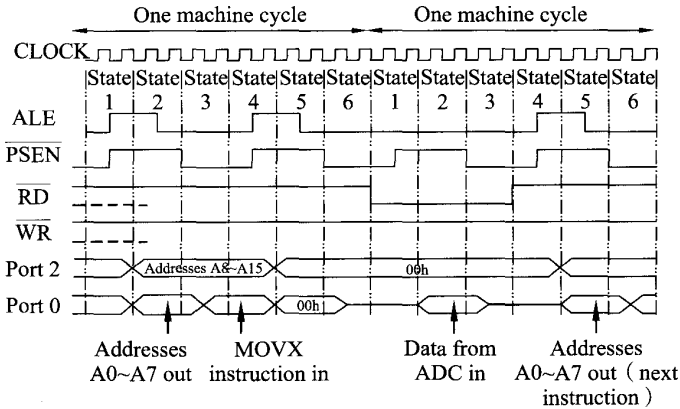 One machine cycle One machine cycle
CLOCK
State State State State State State State State State State State State
1 2 3 4 5 6 1 2 3 4 5 6
ALE
PSEN
RD
WR
Port 2 Addresses A8~A15 00h
Port 0 00h
Addresses MOVX Data from Addresses
A0~A7 out instruction in ADC in A0~A7 out ( next
instruction )